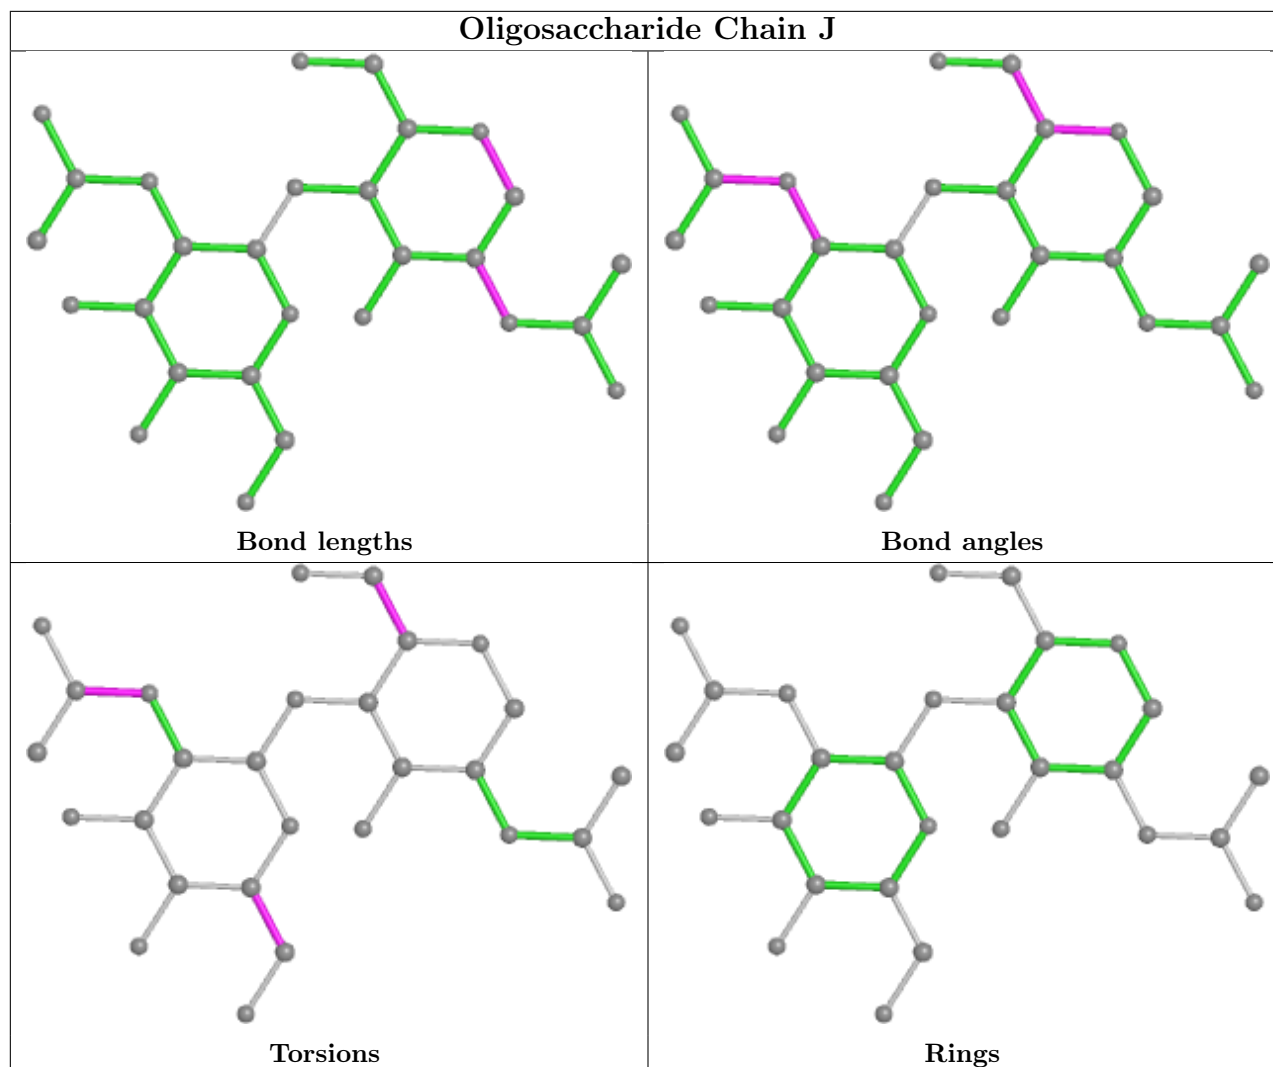 Oligosaccharide Chain J
Bond lengths
Bond angles
Torsions
Rings